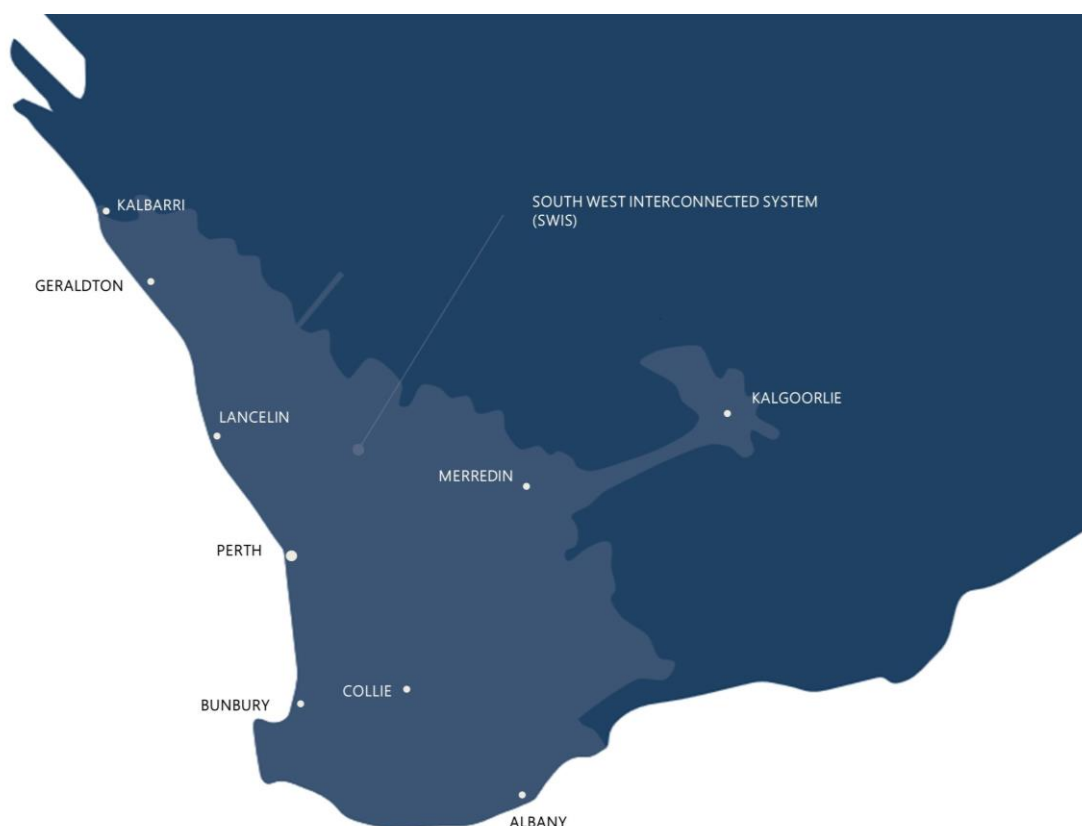 KALBARRI
SOUTH WEST INTERCONNECTED SYSTEM
(SWIS)
GERALDTON
KALGOORLIE
LANCELIN
MERREDIN
PERTH
COLLIE
BUNBURY
ALBANY